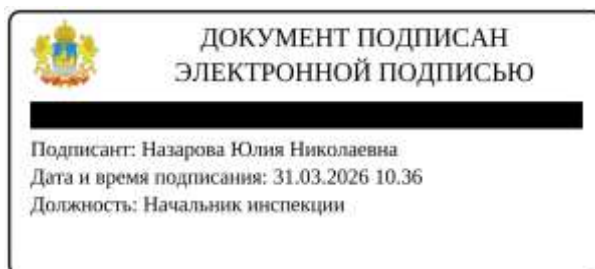 ДОКУМЕНТ ПОДПИСАН
ЭЛЕКТРОННОЙ ПОДПИСЬЮ
Подписант: Назарова Юлия Николаевна
Дата и время подписания: 31.03.2026 10.36
Должность: Начальник инспекции